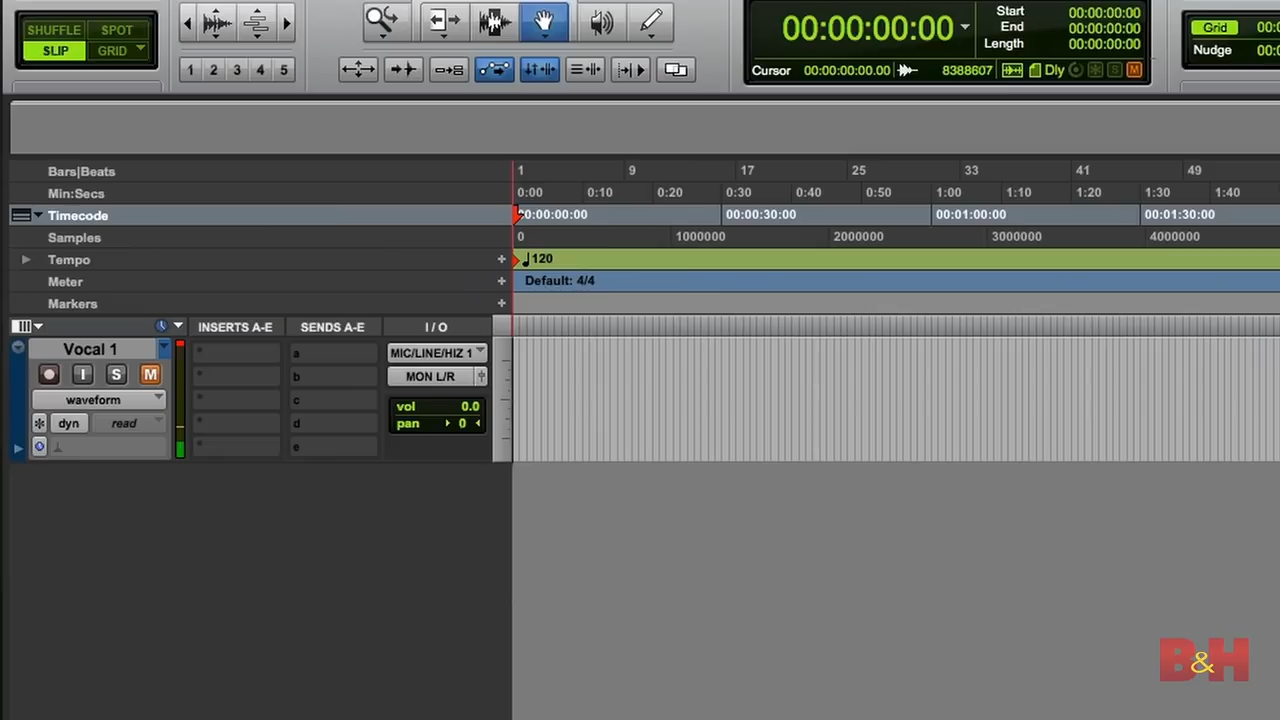 SHUFFLE SPOT
SLIP GRID
1 2 3 4 5
00:00:00:00
Start 00:00:00:00
End 00:00:00:00
Length 00:00:00:00
Cursor 00:00:00:00.00 8388607 Dly S M
Grid 00:0
Nudge 00:
Bars|Beats 1 9 17 25 33 41 49
Min:Secs 0:00 0:10 0:20 0:30 0:40 0:50 1:00 1:10 1:20 1:30 1:40
Timecode 0:00:00:00 00:00:30:00 00:01:00:00 00:01:30:00
Samples 0 1000000 2000000 3000000 4000000
Tempo + 120
Meter + Default: 4/4
Markers +
INSERTS A-E SENDS A-E I / O
Vocal 1 a MIC/LINE/HIZ 1
I S M b MON L/R
waveform c vol 0.0
dyn read d pan 0
e
B&H